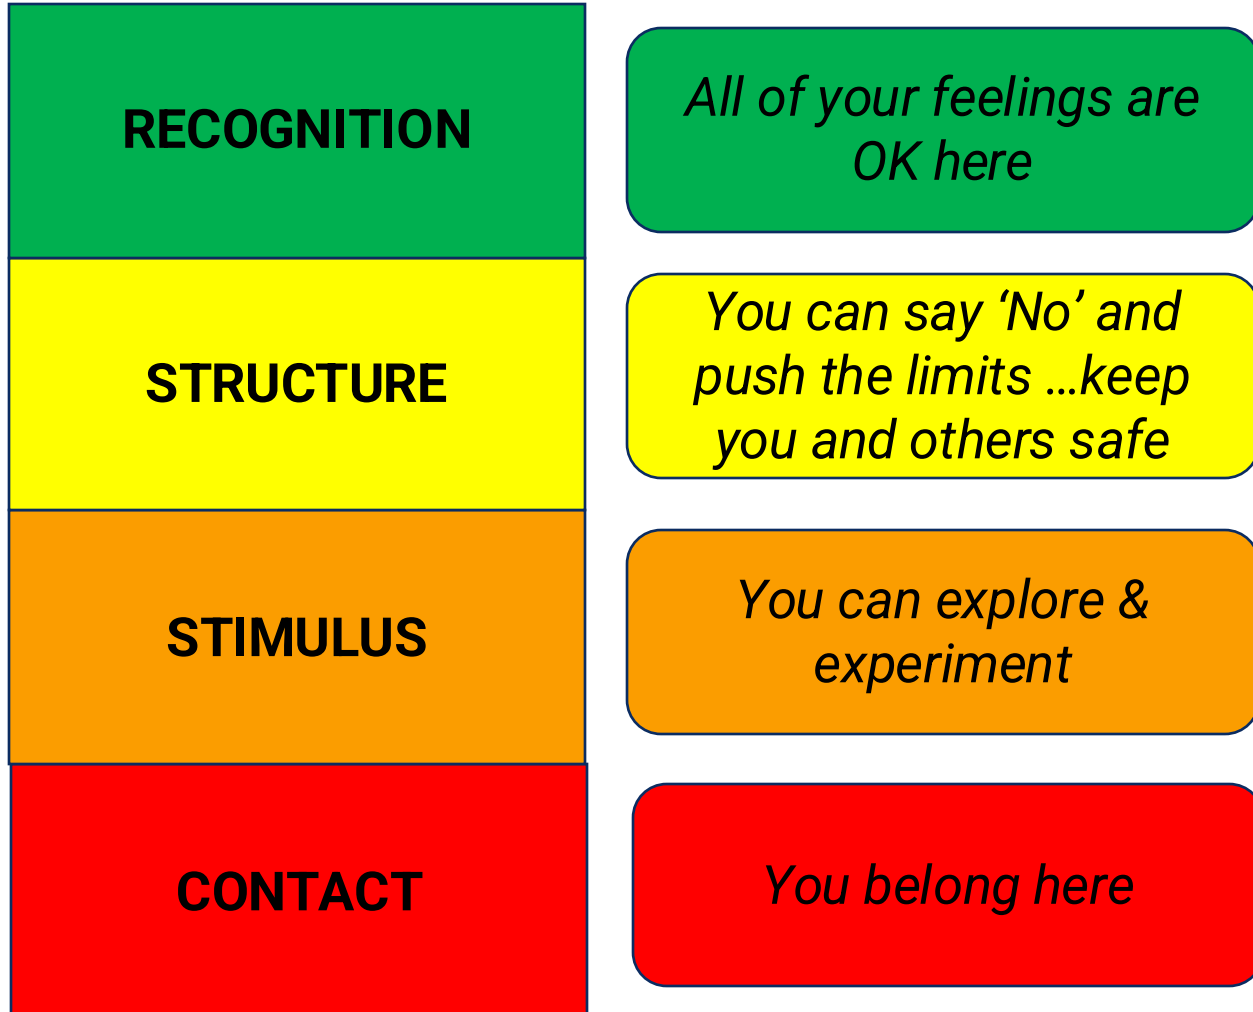 RECOGNITION
All of your feelings are
OK here
STRUCTURE
You can say ‘No’ and
push the limits ...keep
you and others safe
STIMULUS
You can explore &
experiment
CONTACT
You belong here